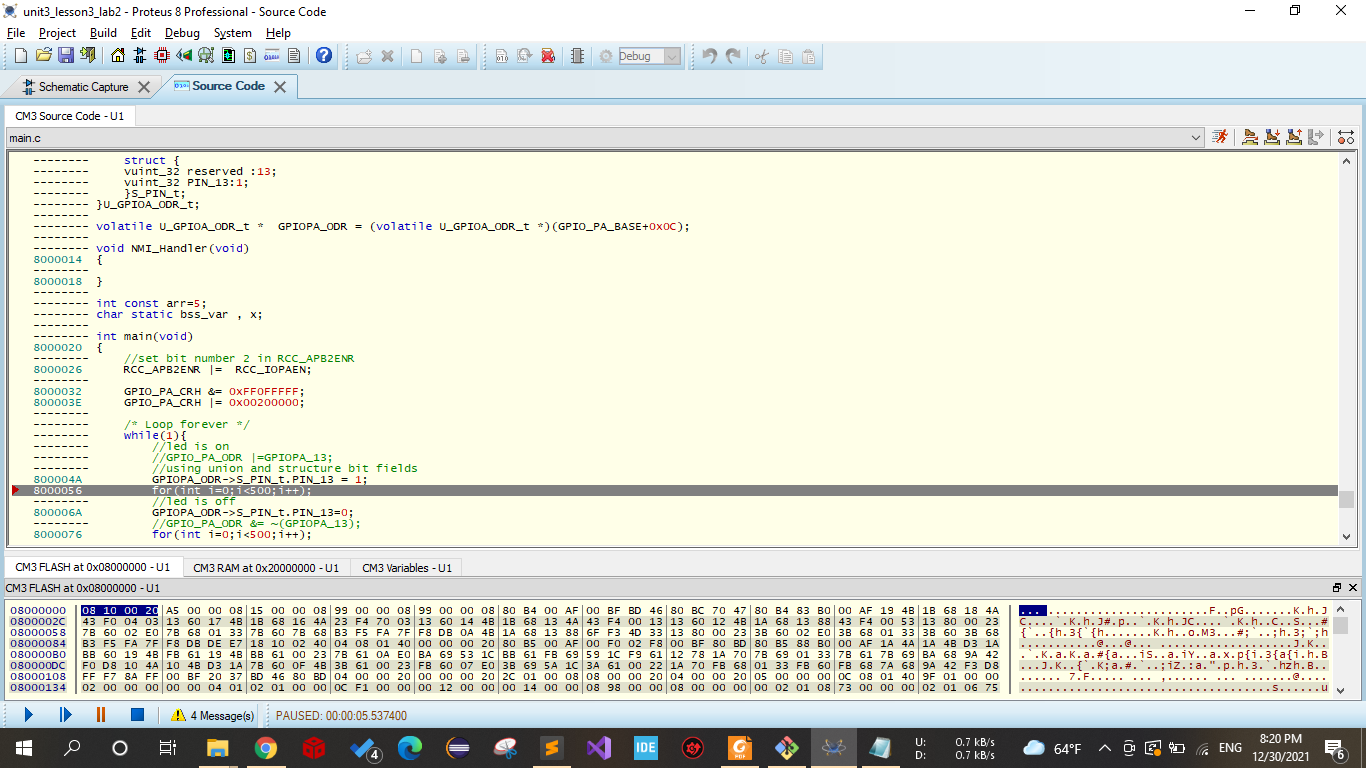 unit3_lesson3_lab2 - Proteus 8 Professional - Source Code
File Project Build Edit Debug System Help
Debug
Schematic Capture
Source Code
CM3 Source Code - U1
main.c
-------- struct {
-------- vuint_32 reserved :13;
-------- vuint_32 PIN_13:1;
-------- }S_PIN_t;
-------- }U_GPIOA_ODR_t;
--------
-------- volatile U_GPIOA_ODR_t * GPIOPA_ODR = (volatile U_GPIOA_ODR_t *)(GPIO_PA_BASE+0x0C);
--------
-------- void NMI_Handler(void)
8000014 {
--------
8000018 }
--------
-------- int const arr=5;
-------- char static bss_var , x;
--------
-------- int main(void)
8000020 {
-------- //set bit number 2 in RCC_APB2ENR
8000026 RCC_APB2ENR |= RCC_IOPAEN;
--------
8000032 GPIO_PA_CRH &= 0xFF0FFFFF;
800003E GPIO_PA_CRH |= 0x00200000;
--------
-------- /* Loop forever */
-------- while(1){
-------- //led is on
-------- //GPIO_PA_ODR |=GPIOPA_13;
-------- //using union and structure bit fields
800004A GPIOPA_ODR->S_PIN_t.PIN_13 = 1;
8000056 for(int i=0;i<500;i++);
-------- //led is off
800006A GPIOPA_ODR->S_PIN_t.PIN_13=0;
-------- //GPIO_PA_ODR &= ~(GPIOPA_13);
8000076 for(int i=0;i<500;i++);
CM3 FLASH at 0x08000000 - U1 CM3 RAM at 0x20000000 - U1 CM3 Variables - U1
CM3 FLASH at 0x08000000 - U1
08000000 08 10 00 20 A5 00 00 08 15 00 00 08 99 00 00 08 99 00 00 08 80 B4 00 AF 00 BF BD 46 80 BC 70 47 80 B4 83 B0 00 AF 19 4B 1B 68 18 4A
0800002C 43 F0 04 03 13 60 17 4B 1B 68 16 4A 23 F4 70 03 13 60 14 4B 1B 68 13 4A 43 F4 00 13 13 60 12 4B 1A 68 13 88 43 F4 00 53 13 80 00 23
08000058 7B 60 02 E0 7B 68 01 33 7B 60 7B 68 B3 F5 FA 7F F8 DB 0A 4B 1A 68 13 88 6F F3 4D 33 13 80 00 23 3B 60 02 E0 3B 68 01 33 3B 60 3B 68
08000084 B3 F5 FA 7F F8 DB DE E7 18 10 02 40 04 08 01 40 00 00 00 20 80 B5 00 AF 00 F0 02 F8 00 BF 80 BD 80 B5 88 B0 00 AF 1A 4A 1A 4B D3 1A
080000B0 BB 60 19 4B FB 61 19 4B BB 61 00 23 7B 61 0A E0 BA 69 53 1C BB 61 FB 69 59 1C F9 61 12 78 1A 70 7B 69 01 33 7B 61 7B 69 BA 68 9A 42
080000DC F0 D8 10 4A 10 4B D3 1A 7B 60 0F 4B 3B 61 00 23 FB 60 07 E0 3B 69 5A 1C 3A 61 00 22 1A 70 FB 68 01 33 FB 60 FB 68 7A 68 9A 42 F3 D8
08000108 FF F7 8A FF 00 BF 20 37 BD 46 80 BD 04 00 00 20 00 00 00 20 2C 01 00 08 08 00 00 20 04 00 00 20 05 00 00 00 0C 08 01 40 9F 01 00 00
08000134 02 00 00 00 00 00 04 01 02 01 00 00 0C F1 00 00 00 12 00 00 00 14 00 00 08 98 00 00 08 00 00 00 00 02 01 08 73 00 00 00 02 01 06 75
4 Message(s) PAUSED: 00:00:05.537400
4
IDE
U: 0.7 kB/s
D: 0.7 kB/s
64°F
ENG
8:20 PM
12/30/2021
6